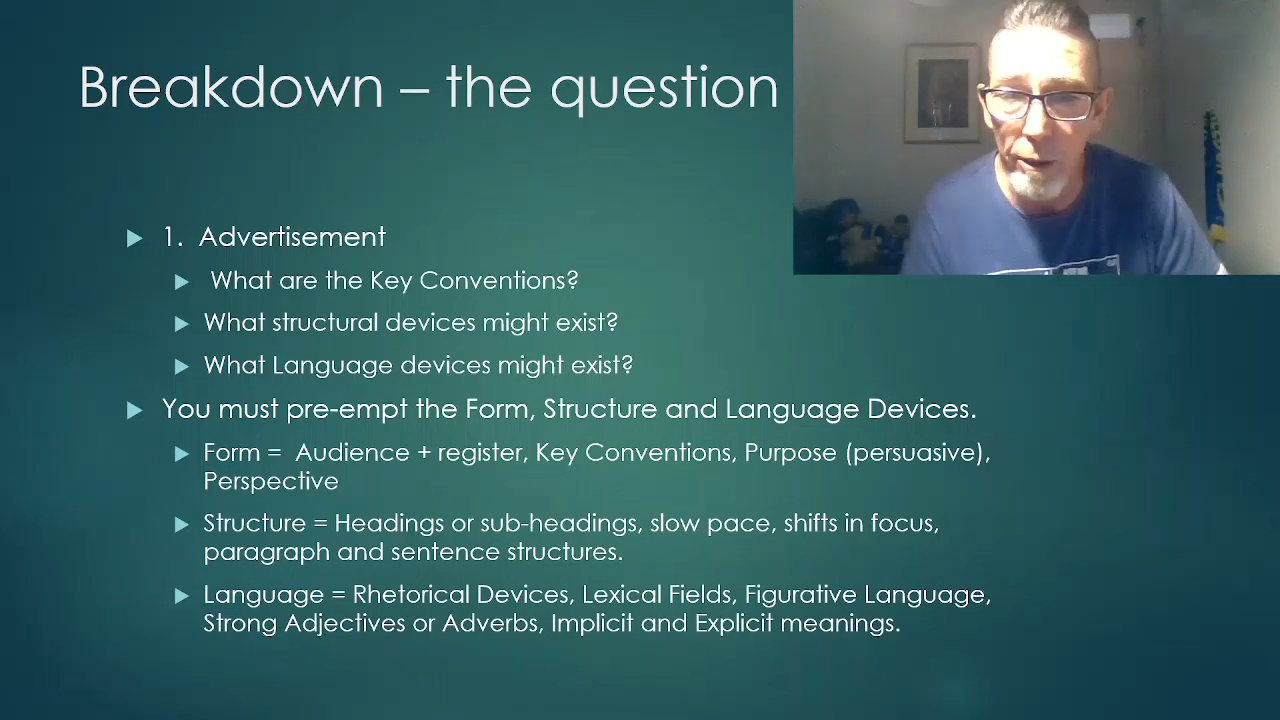 Breakdown – the question
1. Advertisement
What are the Key Conventions?
What structural devices might exist?
What Language devices might exist?
You must pre-empt the Form, Structure and Language Devices.
Form = Audience + register, Key Conventions, Purpose (persuasive),
Perspective
Structure = Headings or sub-headings, slow pace, shifts in focus,
paragraph and sentence structures.
Language = Rhetorical Devices, Lexical Fields, Figurative Language,
Strong Adjectives or Adverbs, Implicit and Explicit meanings.